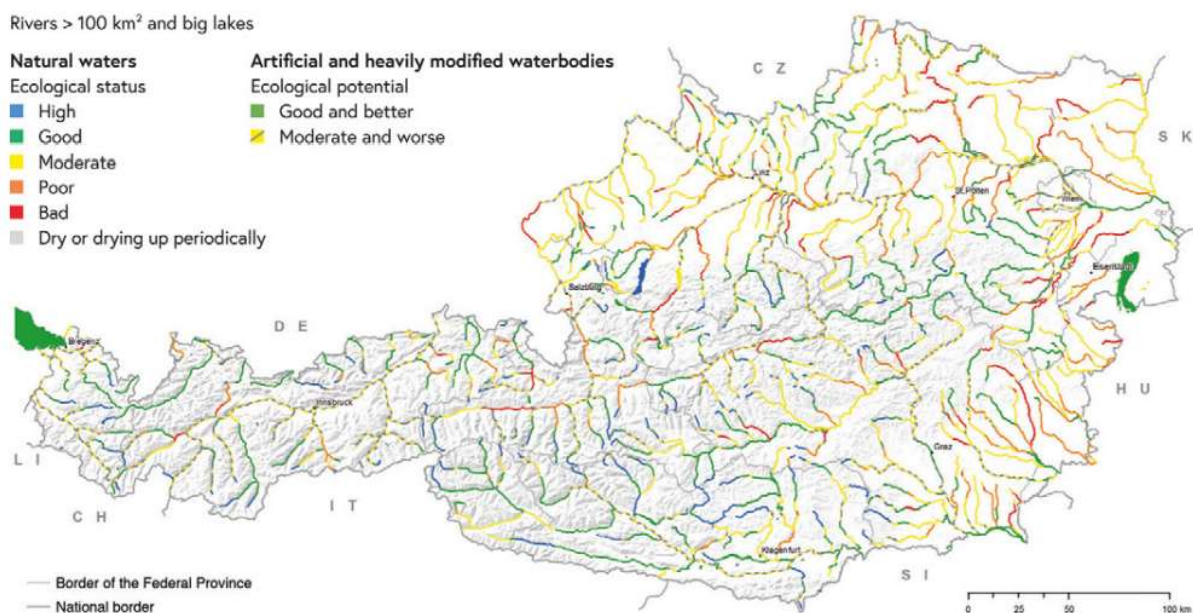 Rivers > 100 km² and big lakes
Natural waters
Ecological status
High
Good
Moderate
Poor
Bad
Dry or drying up periodically
Artificial and heavily modified waterbodies
Ecological potential
Good and better
Moderate and worse
C Z
S K
Linz
St.Pölten
Wien
Eisenstadt
Salzburg
D E
Bregenz
H U
Innsbruck
Graz
L I
C H
I T
Klagenfurt
S I
Border of the Federal Province
National border
0 25 50 100 km